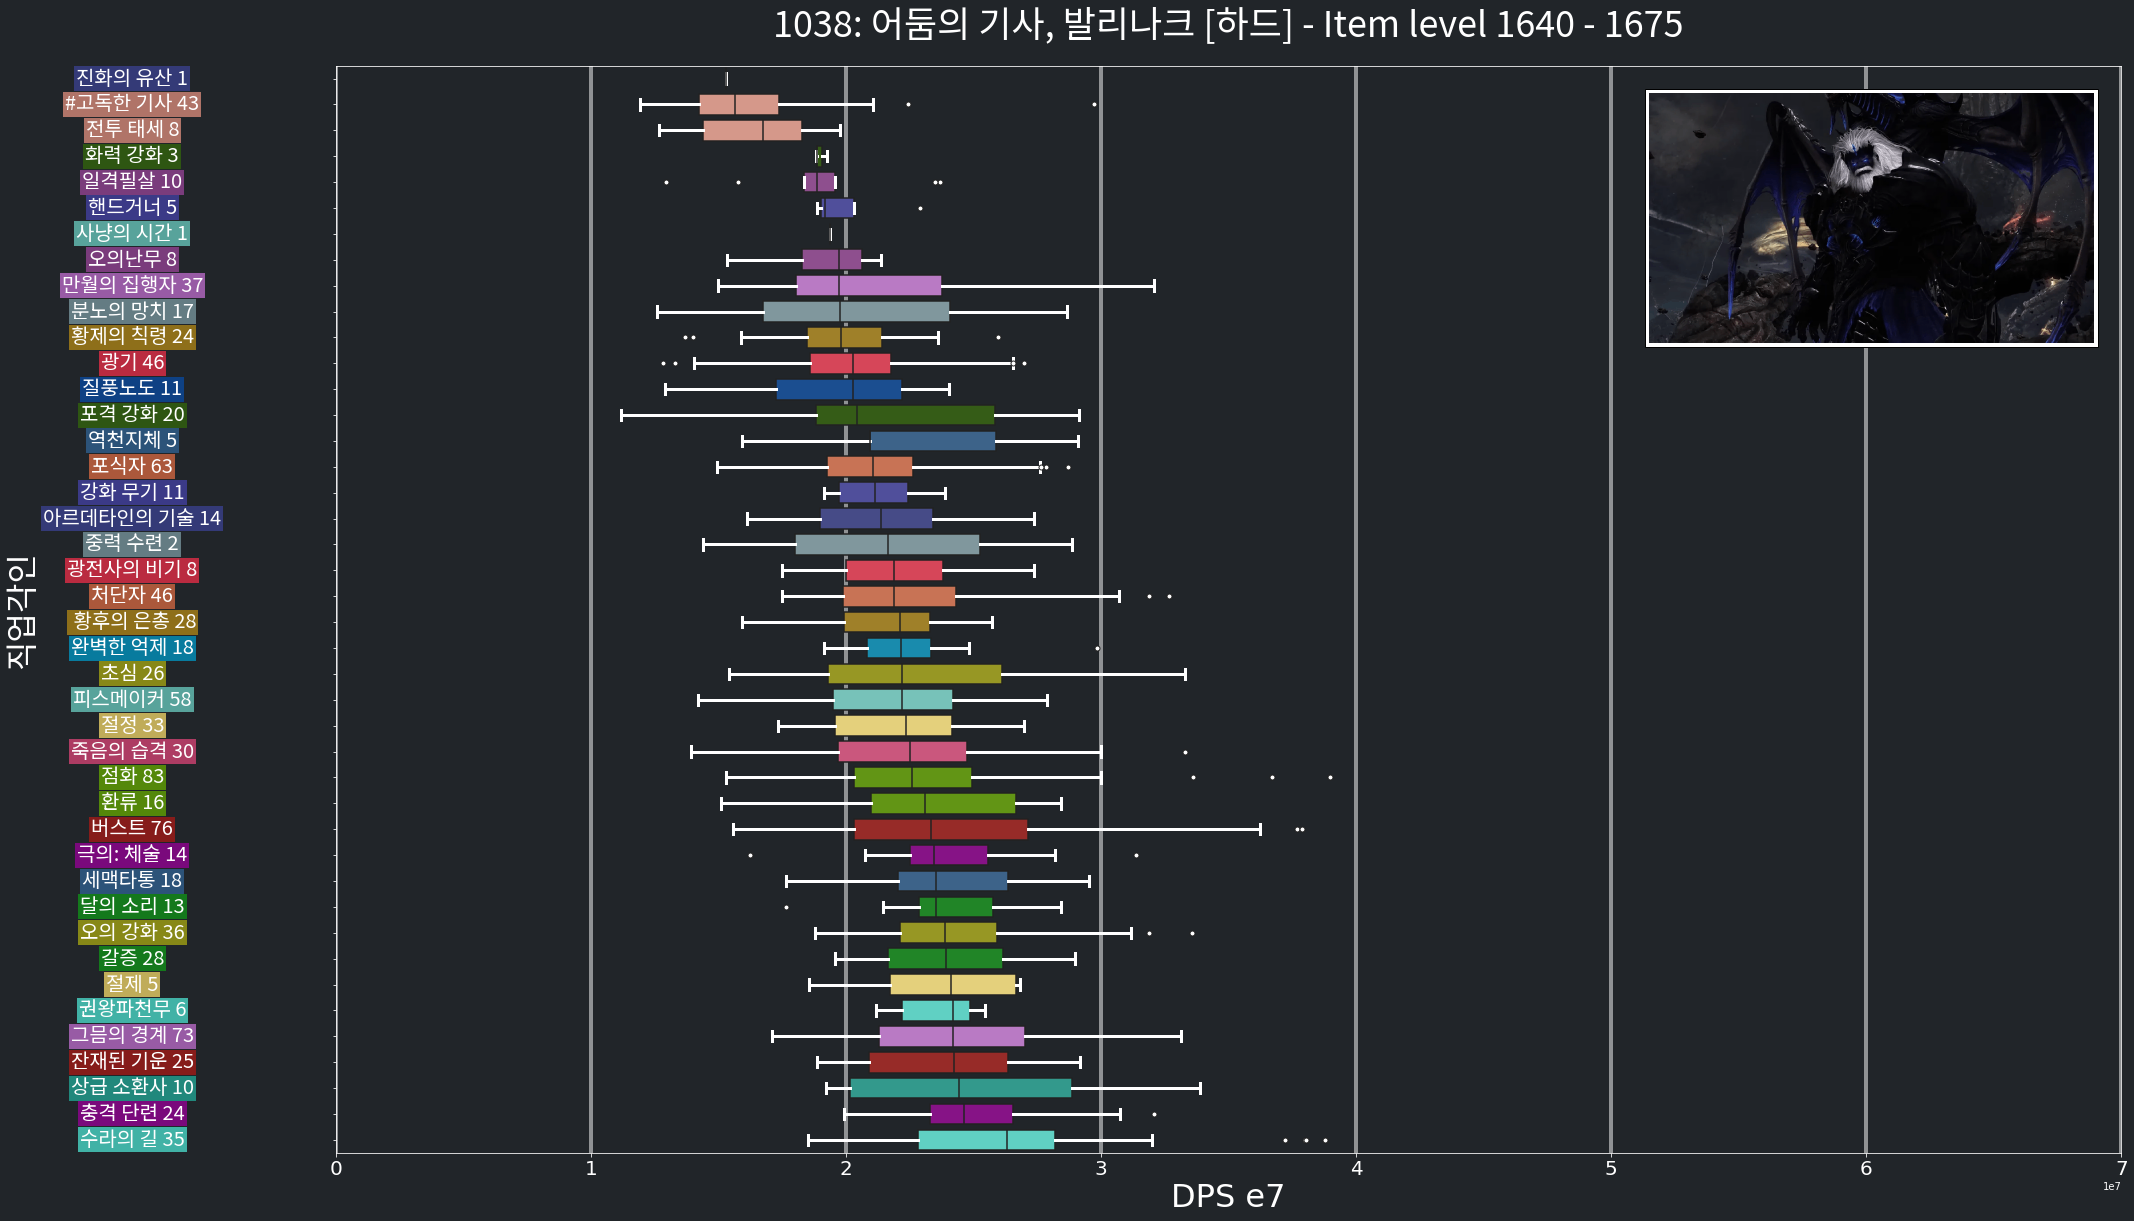 1038: 어둠의 기사, 발리나크 [하드] - Item level 1640 - 1675
직업각인
진화의 유산 1
#고독한 기사 43
전투 태세 8
화력 강화 3
일격필살 10
핸드거너 5
사냥의 시간 1
오의난무 8
만월의 집행자 37
분노의 망치 17
황제의 칙령 24
광기 46
질풍노도 11
포격 강화 20
역천지체 5
포식자 63
강화 무기 11
아르데타인의 기술 14
중력 수련 2
광전사의 비기 8
처단자 46
황후의 은총 28
완벽한 억제 18
초심 26
피스메이커 58
절정 33
죽음의 습격 30
점화 83
환류 16
버스트 76
극의: 체술 14
세맥타통 18
달의 소리 13
오의 강화 36
갈증 28
절제 5
권왕파천무 6
그믐의 경계 73
잔재된 기운 25
상급 소환사 10
충격 단련 24
수라의 길 35
0 1 2 3 4 5 6 7
1e7
DPS e7